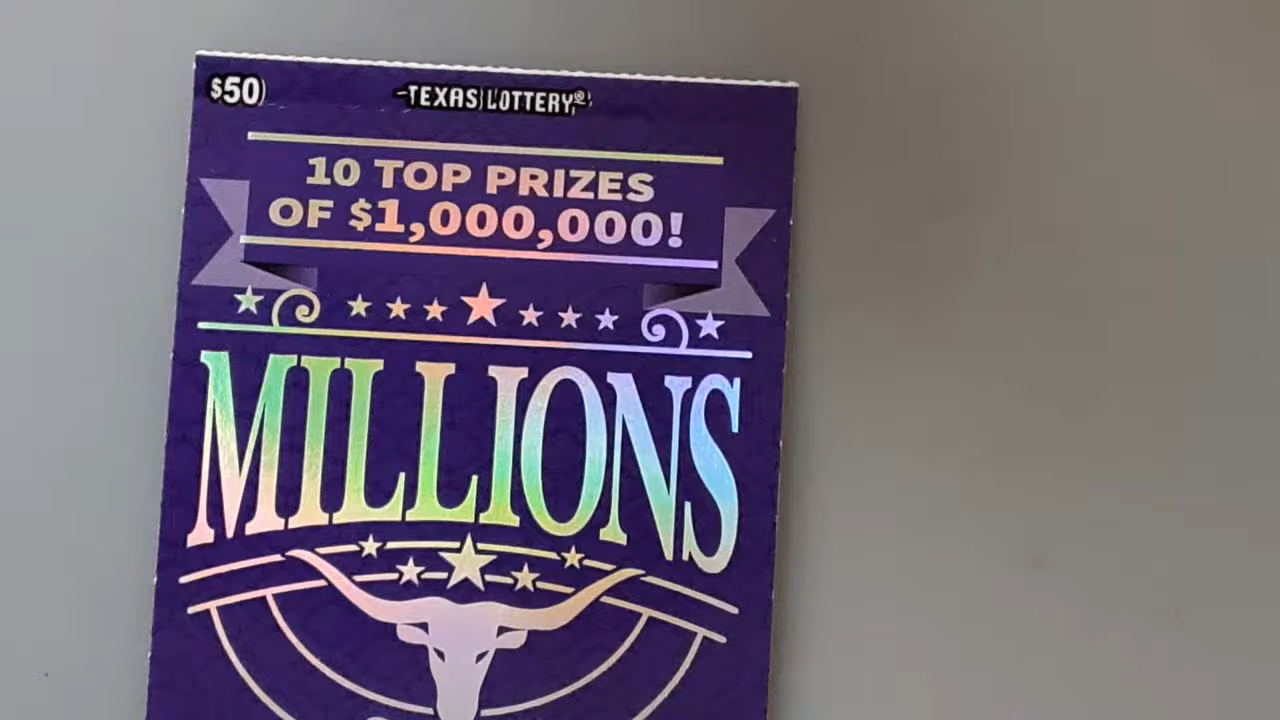 $50
TEXAS LOTTERY®
10 TOP PRIZES
OF $1,000,000!
MILLIONS